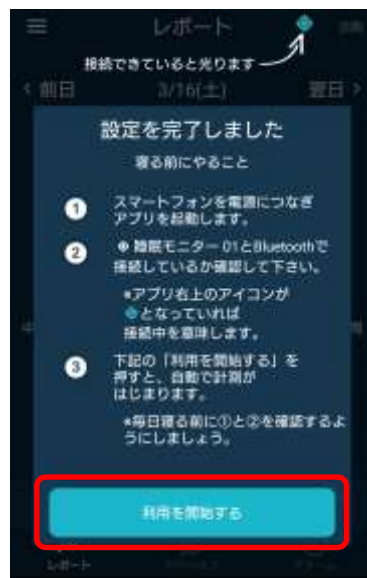 レポート
接続できていると光ります
< 前日 3/16(土) 翌日 >
設定を完了しました
寝る前にやること
1 スマートフォンを電源につなぎ
アプリを起動します。
2 睡眠モニター 01とBluetoothで
接続しているか確認して下さい。
*アプリ右上のアイコンが
となっていれば
接続中を意味します。
3 下記の「利用を開始する」を
押すと、自動で計測が
はじまります。
*毎日寝る前に①と②を確認するよ
うにしましょう。
利用を開始する
レポート